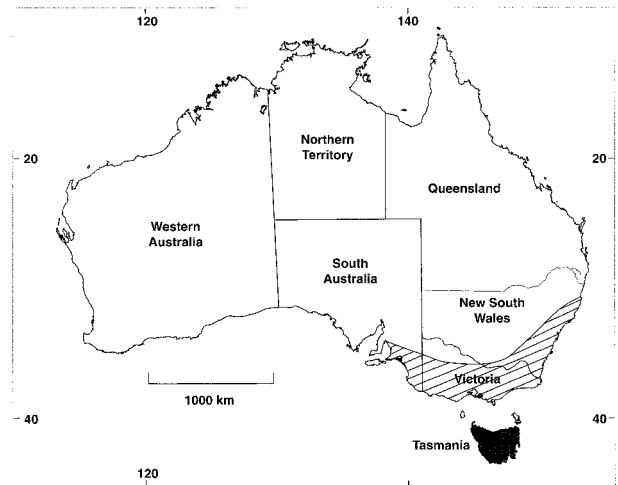 120 140
Northern
Territory
20 20
Queensland
Western
Australia
South
Australia
New South
Wales
Victoria
1000 km
40 40
Tasmania
120